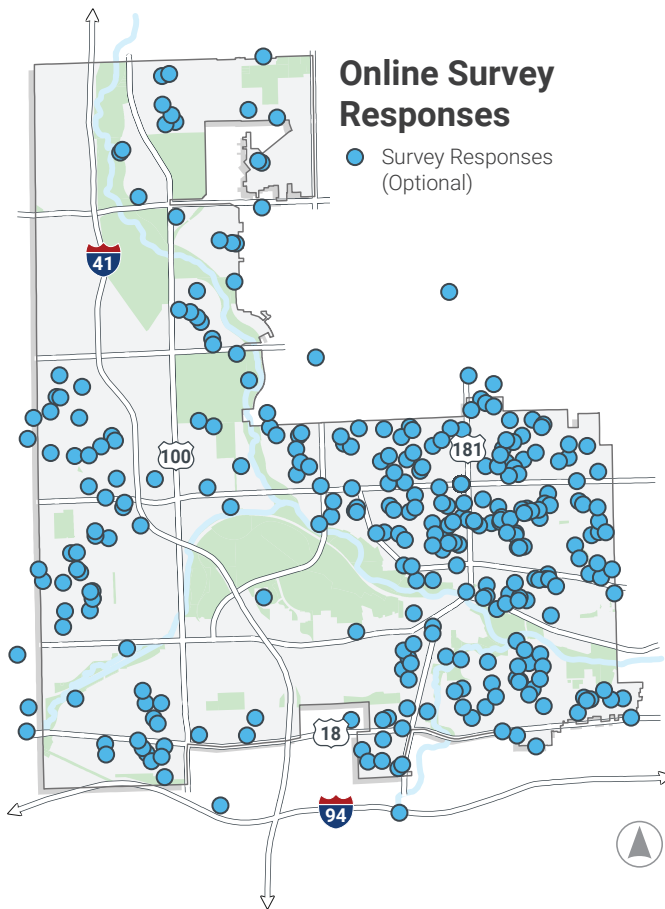 Online Survey
Responses
Survey Responses
(Optional)
41
100
181
18
94